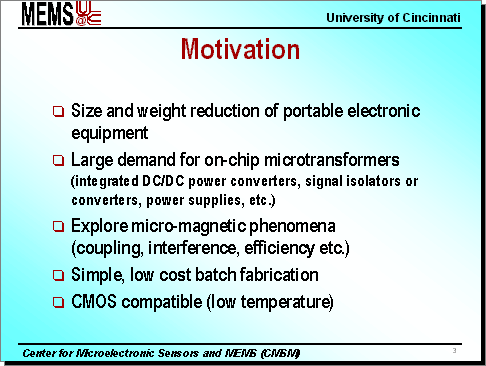 MEMS UC
@
University of Cincinnati
Motivation
❑ Size and weight reduction of portable electronic
equipment
❑ Large demand for on-chip microtransformers
(integrated DC/DC power converters, signal isolators or
converters, power supplies, etc.)
❑ Explore micro-magnetic phenomena
(coupling, interference, efficiency etc.)
❑ Simple, low cost batch fabrication
❑ CMOS compatible (low temperature)
Center for Microelectronic Sensors and MEMS (CMSM)
3